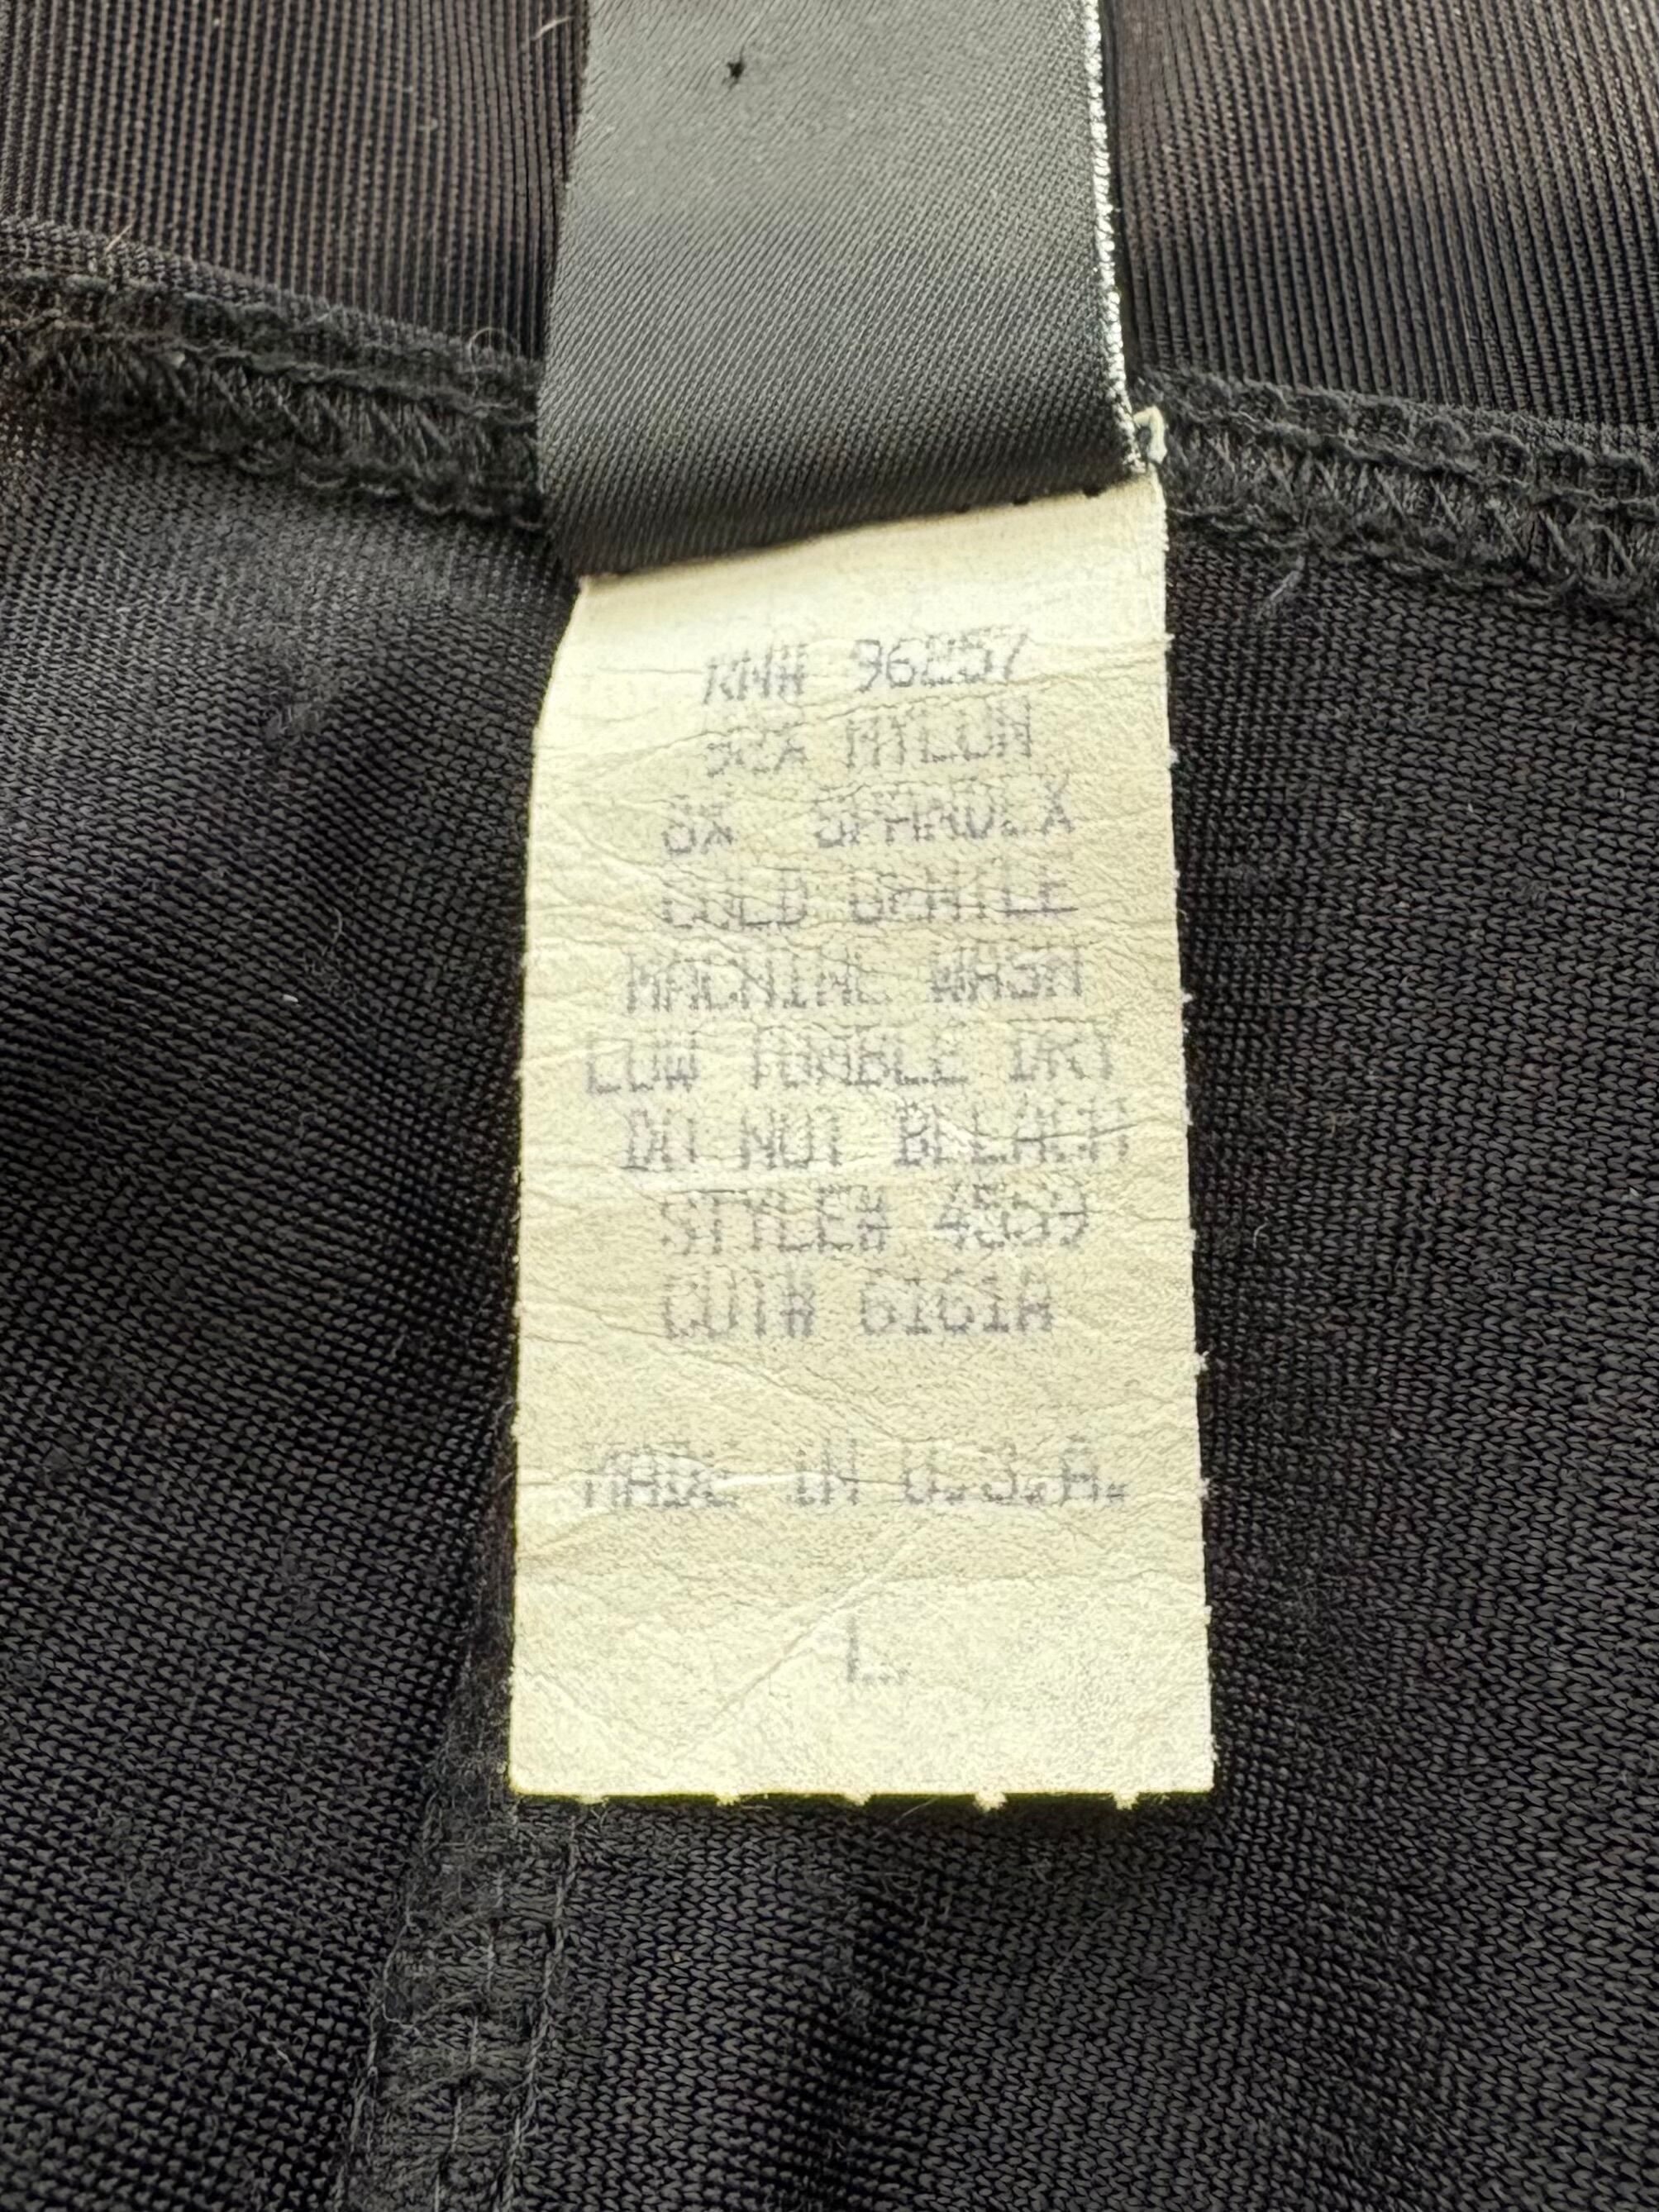 RN# 96257
92% NYLON
8% SPANDEX
COLD GENTLE
MACHINE WASH
LOW TUMBLE DRY
DO NOT BLEACH
STYLE# 4559
CUT# 6161A
MADE IN U.S.A.
L